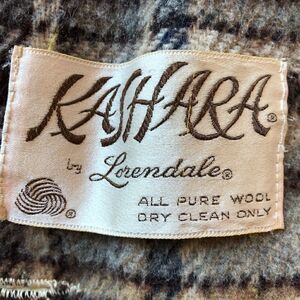 KASHARA®
by Lorendale®
ALL PURE WOOL
®
DRY CLEAN ONLY